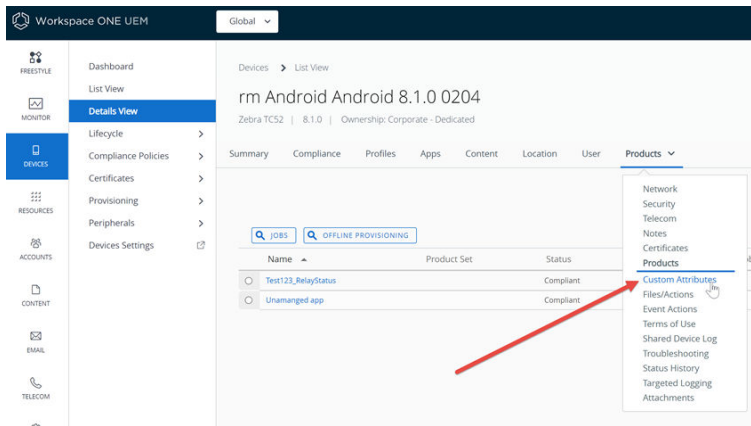 Workspace ONE UEM
Global
FREESTYLE
MONITOR
DEVICES
RESOURCES
ACCOUNTS
CONTENT
EMAIL
TELECOM
Dashboard
List View
Details View
Lifecycle
Compliance Policies
Certificates
Provisioning
Peripherals
Devices Settings
Devices > List View
rm Android Android 8.1.0 0204
Zebra TC52 | 8.1.0 | Ownership: Corporate - Dedicated
Summary Compliance Profiles Apps Content Location User Products
JOBS OFFLINE PROVISIONING
Name Product Set Status
Test123_RelayStatus Compliant
Unamanged app Compliant
Network
Security
Telecom
Notes
Certificates
Products
Custom Attributes
Files/Actions
Event Actions
Terms of Use
Shared Device Log
Troubleshooting
Status History
Targeted Logging
Attachments